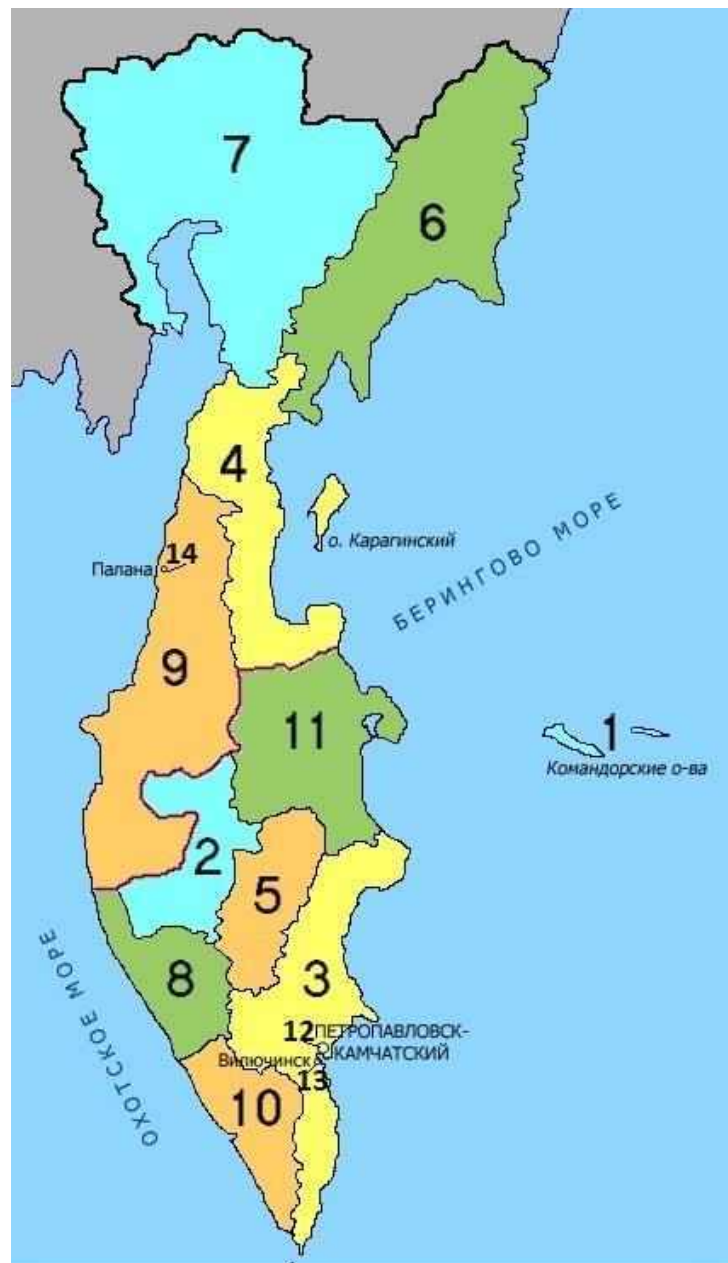 7
6
4
о. Карагинский
БЕРИНГОВО МОРЕ
14
Палана
9
11
1
Командорские о-ва
2
5
8
3
ОХОТСКОЕ МОРЕ
12 ПЕТРОПАВЛОВСК-
КАМЧАТСКИЙ
Вилючинск
13
10